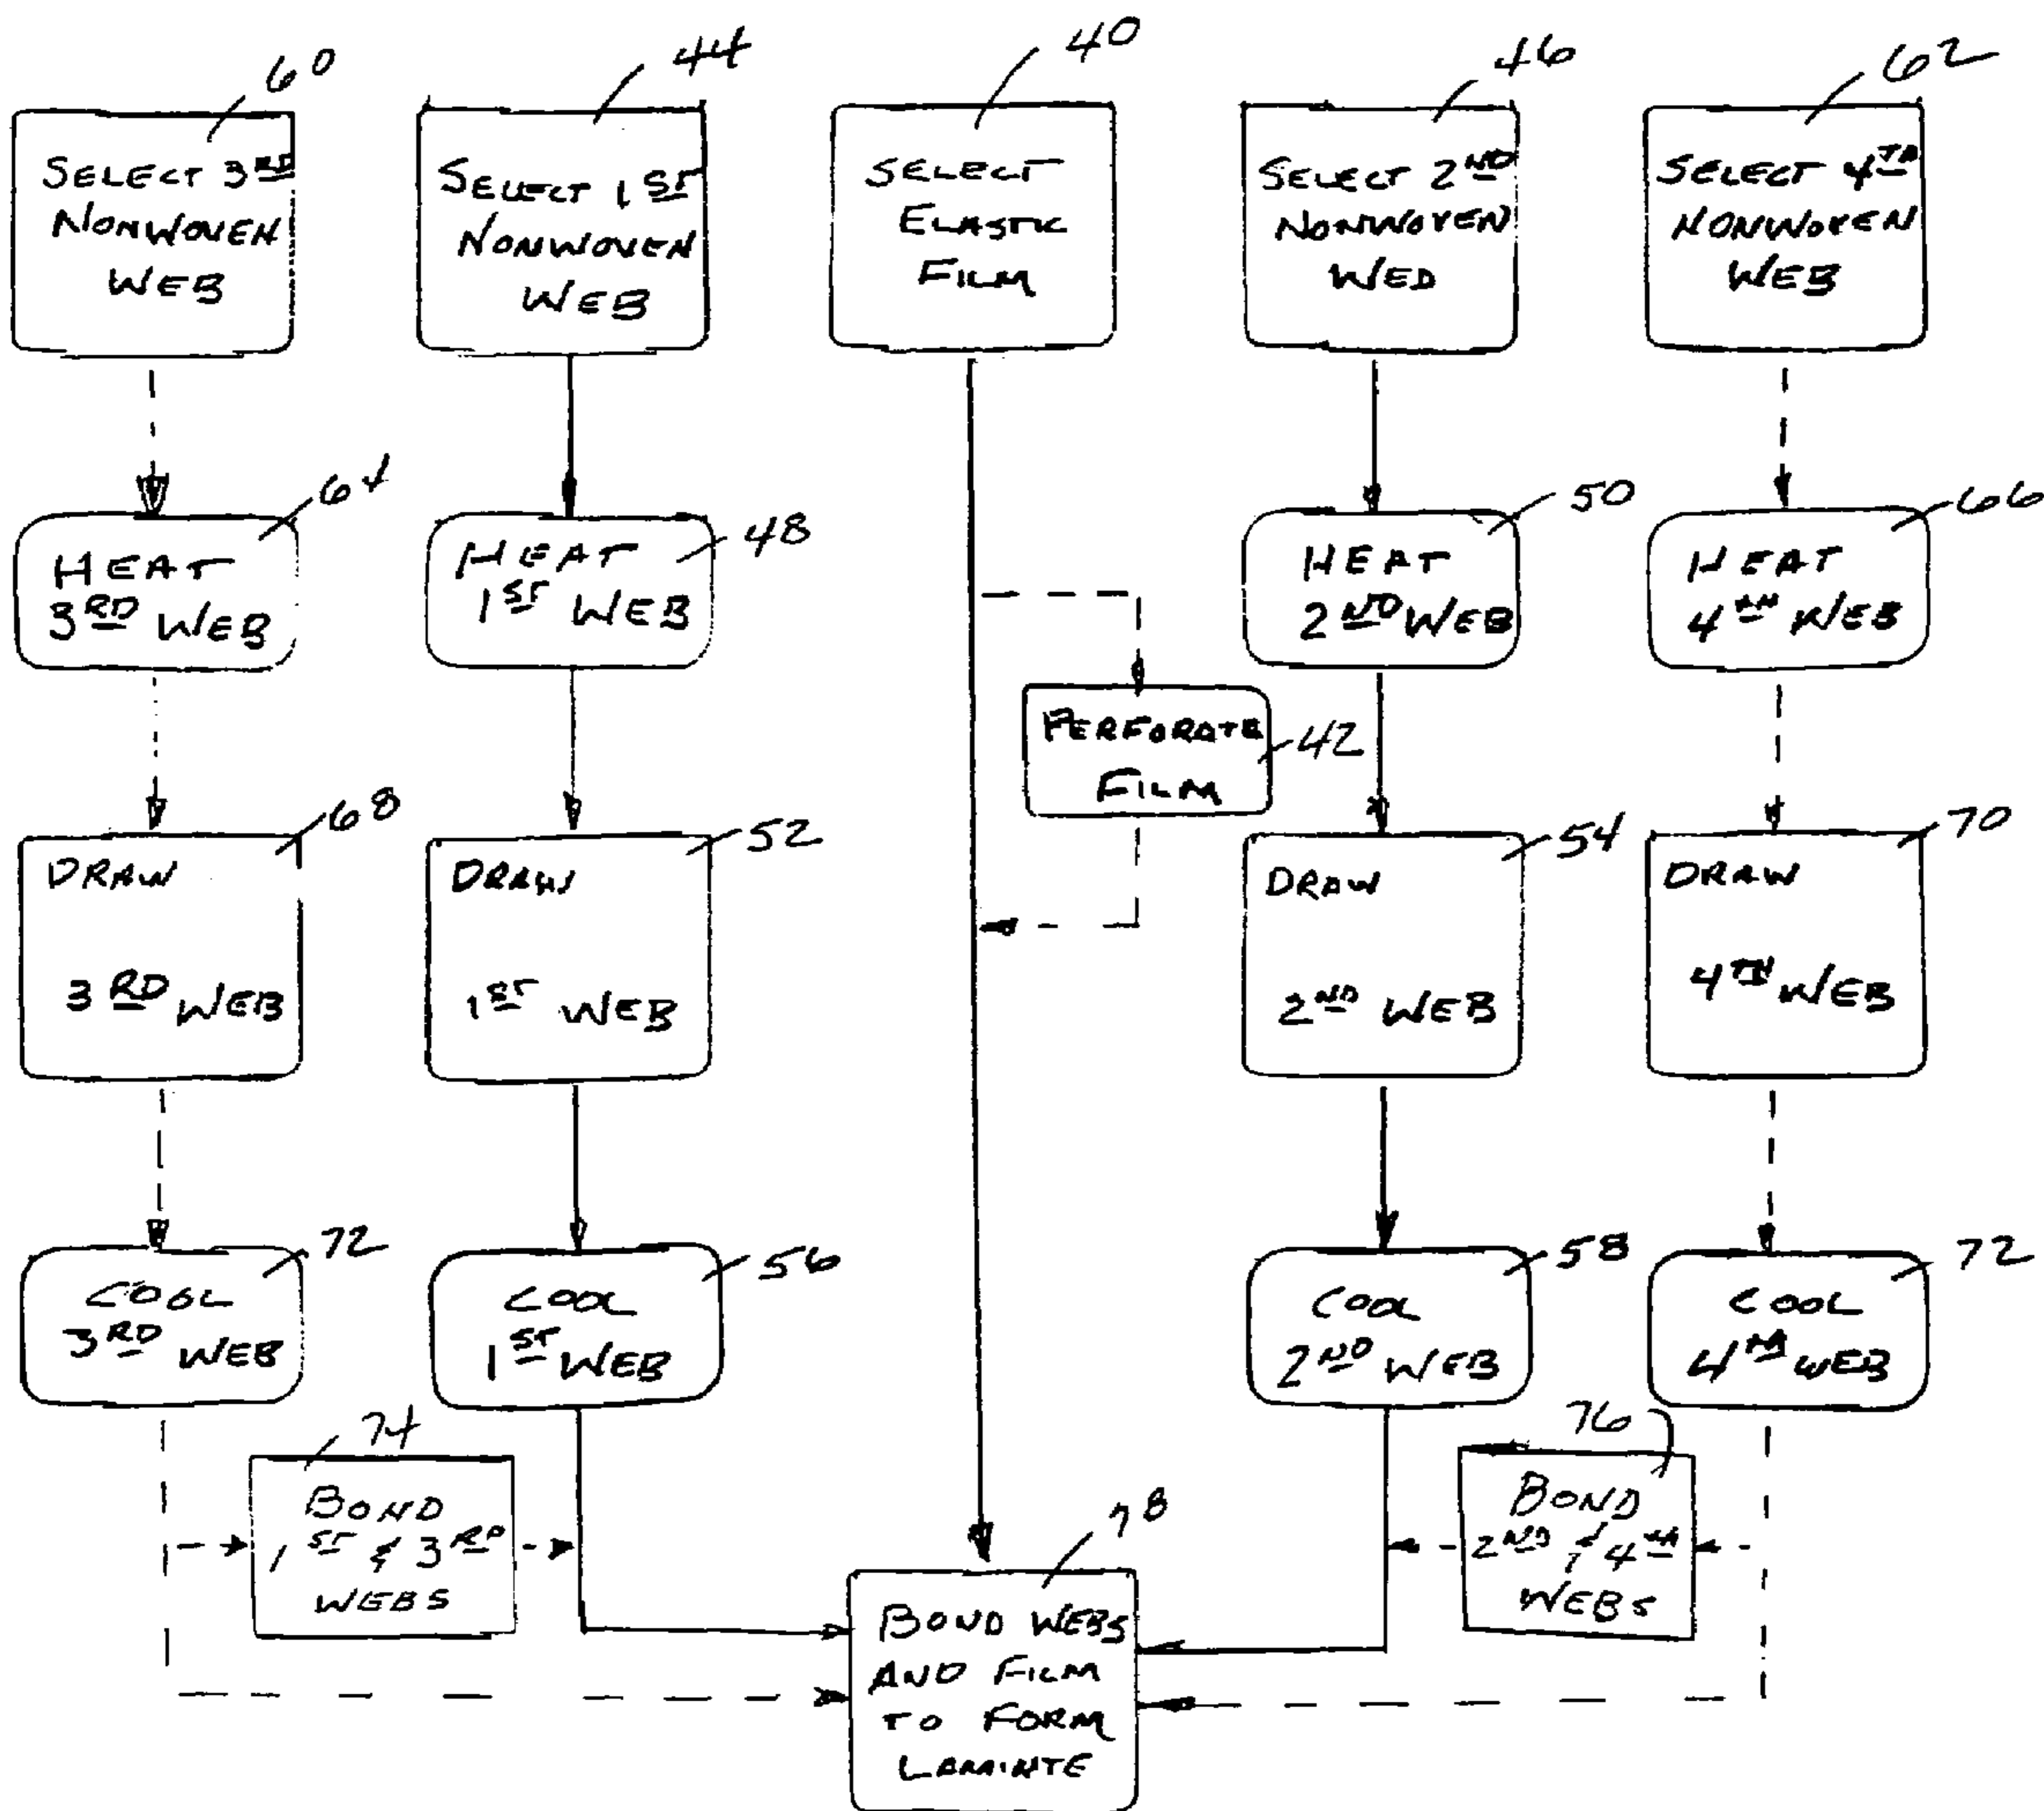 60
44
40
46
62
SELECT 3RD
NONWOVEN
WEB
SELECT 1ST
NONWOVEN
WEB
SELECT
ELASTIC
FILM
SELECT 2ND
NONWOVEN
WED
SELECT 4TH
NONWOVEN
WEB
64
48
50
66
HEAT
3RD WEB
HEAT
1ST WEB
HEAT
2ND WEB
HEAT
4TH WEB
PERFORATE
FILM
42
68
52
54
70
DRAW
3RD WEB
DRAW
1ST WEB
DRAW
2ND WEB
DRAW
4TH WEB
72
56
58
72
COOL
3RD WEB
COOL
1ST WEB
COOL
2ND WEB
COOL
4TH WEB
74
BOND
1ST & 3RD
WEBS
76
BOND
2ND & 4TH
WEBS
78
BOND WEBS
AND FILM
TO FORM
LAMINTE